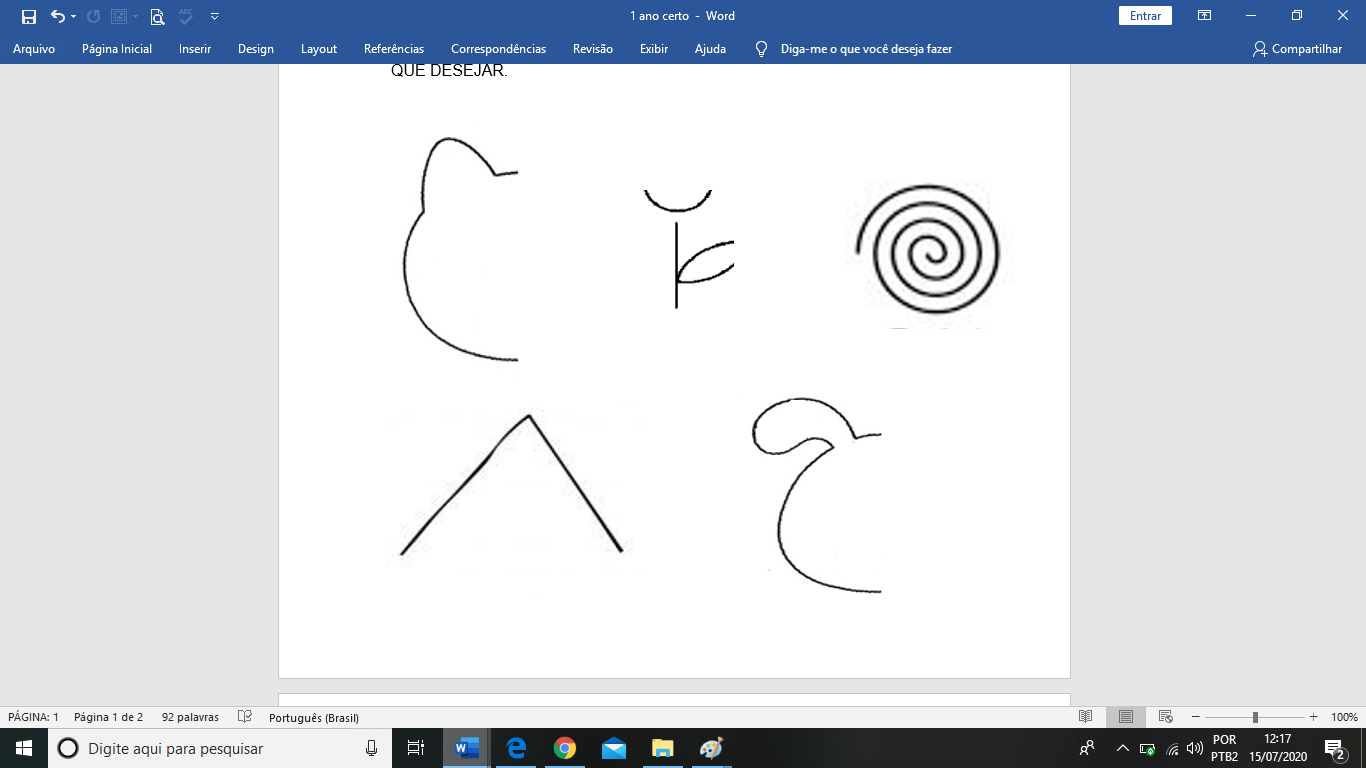 1 ano certo - Word
Entrar
Arquivo Página Inicial Inserir Design Layout Referências Correspondências Revisão Exibir Ajuda Diga-me o que você deseja fazer Compartilhar
QUE DESEJAR.
PÁGINA: 1 Página 1 de 2 92 palavras Português (Brasil) 100%
Digite aqui para pesquisar
POR 12:17
PTB2 15/07/2020 2